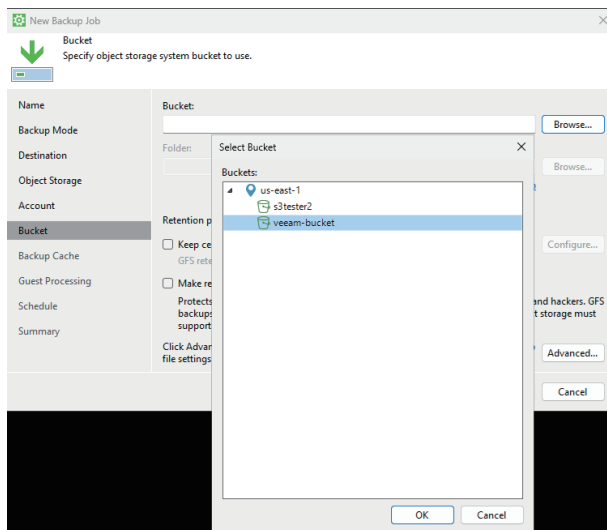 New Backup Job
Bucket
Specify object storage system bucket to use.
Name
Backup Mode
Destination
Object Storage
Account
Bucket
Backup Cache
Guest Processing
Schedule
Summary
Bucket:
Browse...
Folder:
Browse...
Retention p
Keep ce
GFS rete
Configure...
Make re
Protects
backups
support
and hackers. GFS
t storage must
Click Advan
file settings
Advanced...
Cancel
Select Bucket
Buckets:
us-east-1
s3tester2
veeam-bucket
OK
Cancel